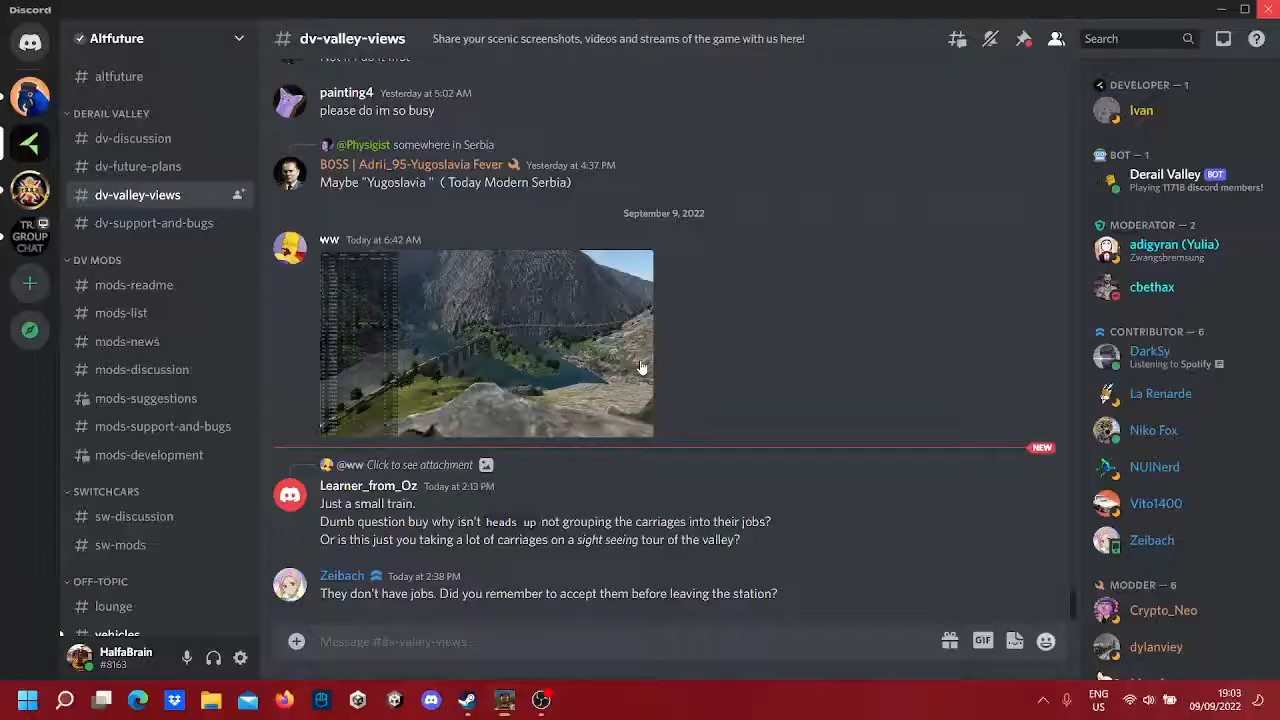 Discord
Altfuture
dv-valley-views
Share your scenic screenshots, videos and streams of the game with us here!
Search
altfuture
DERAIL VALLEY
dv-discussion
dv-future-plans
dv-valley-views
dv-support-and-bugs
DV MODS
mods-readme
mods-list
mods-news
mods-discussion
mods-suggestions
mods-support-and-bugs
mods-development
SWITCHCARS
sw-discussion
sw-mods
OFF-TOPIC
lounge
vehicles
TR
GROUP
CHAT
HalfaBrain
#8163
painting4 Yesterday at 5:02 AM
please do im so busy
@Physigist somewhere in Serbia
BOSS | Adrii_95-Yugoslavia Fever Yesterday at 4:37 PM
Maybe "Yugoslavia " ( Today Modern Serbia)
September 9, 2022
ww Today at 6:42 AM
NEW
@ww Click to see attachment
Learner_from_Oz Today at 2:13 PM
Just a small train.
Dumb question buy why isn't heads up not grouping the carriages into their jobs?
Or is this just you taking a lot of carriages on a sight seeing tour of the valley?
Zeibach Today at 2:38 PM
They don't have jobs. Did you remember to accept them before leaving the station?
Message #dv-valley-views
GIF
DEVELOPER — 1
Ivan
BOT — 1
Derail Valley BOT
Playing 11718 discord members!
MODERATOR — 2
adigyran (Yulia)
Zwangsbremsung
cbethax
CONTRIBUTOR — 6
DarkSy
Listening to Spotify
La Renarde
Niko Fox
NUINerd
Vito1400
Zeibach
MODDER — 6
Crypto_Neo
dylanviey
ENG
US
19:03
09/09/2022